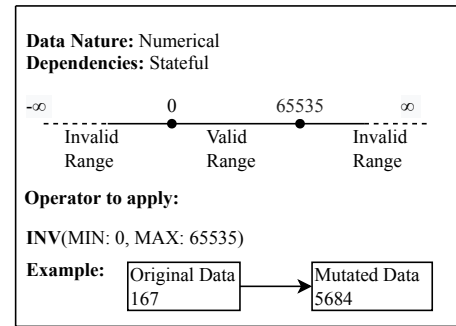 Data Nature: Numerical
Dependencies: Stateful
-∞ 0 65535 ∞
Invalid Valid Invalid
Range Range Range
Operator to apply:
INV(MIN: 0, MAX: 65535)
Example: Original Data Mutated Data
167 5684